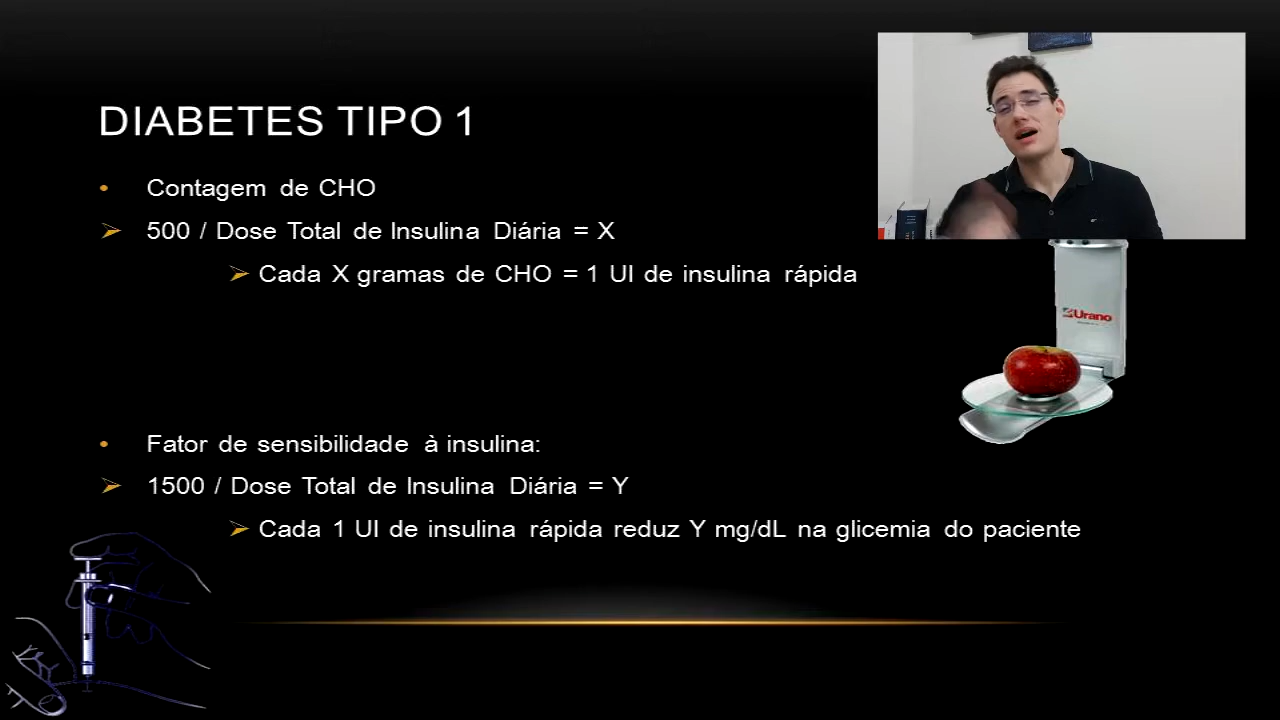 DIABETES TIPO 1
• Contagem de CHO
➢ 500 / Dose Total de Insulina Diária = X
➢ Cada X gramas de CHO = 1 UI de insulina rápida
Urano
• Fator de sensibilidade à insulina:
➢ 1500 / Dose Total de Insulina Diária = Y
➢ Cada 1 UI de insulina rápida reduz Y mg/dL na glicemia do paciente